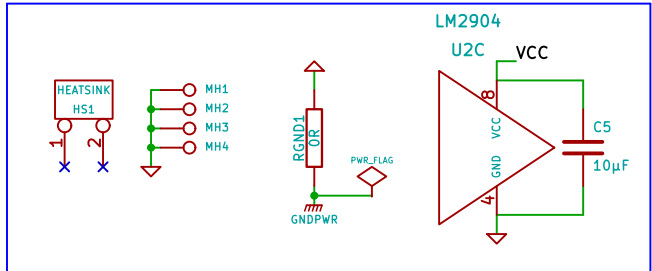 LM2904
U2C
VCC
HEATSINK
HS1
1
2
MH1
MH2
MH3
MH4
RGND1
0R
PWR_FLAG
GNDPWR
8
VCC
GND
4
C5
10µF